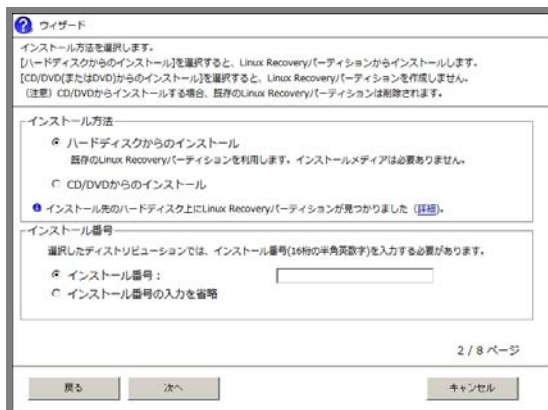 ウィザード
インストール方法を選択します。
[ハードディスクからのインストール]を選択すると、Linux Recoveryパーティションからインストールします。
[CD/DVD(またはDVD)からのインストール]を選択すると、Linux Recoveryパーティションを作成しません。
(注意) CD/DVDからインストールする場合、既存のLinux Recoveryパーティションは削除されます。
インストール方法
ハードディスクからのインストール
既存のLinux Recoveryパーティションを利用します。インストールメディアは必要ありません。
CD/DVDからのインストール
インストール先のハードディスク上にLinux Recoveryパーティションが見つかりました (詳細)。
インストール番号
選択したディストリビューションでは、インストール番号(16桁の半角英数字)を入力する必要があります。
インストール番号:
インストール番号の入力を省略
2 / 8 ページ
戻る 次へ キャンセル